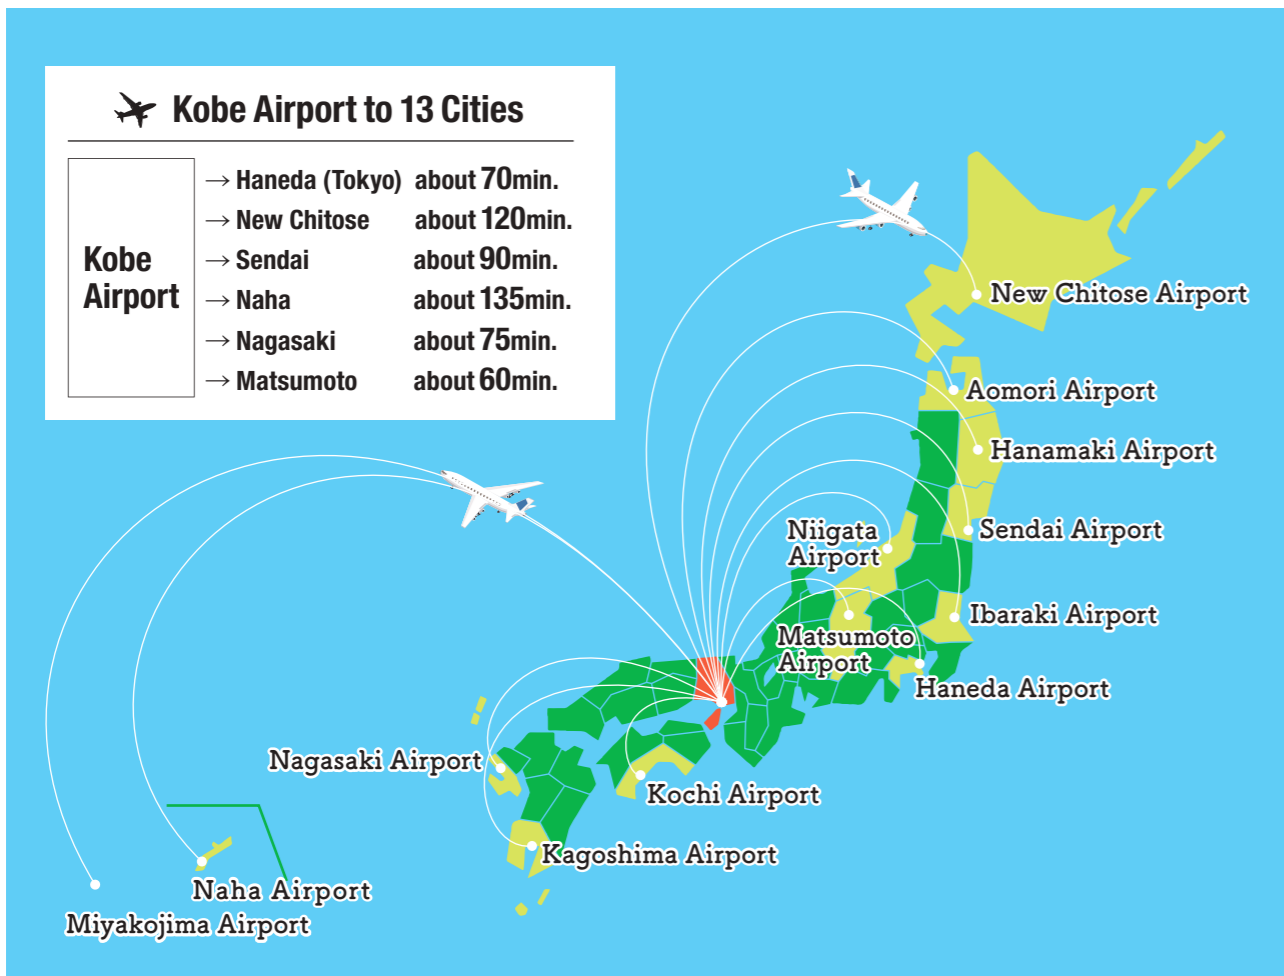 Kobe Airport to 13 Cities
Kobe
Airport
→ Haneda (Tokyo) about 70min.
→ New Chitose about 120min.
→ Sendai about 90min.
→ Naha about 135min.
→ Nagasaki about 75min.
→ Matsumoto about 60min.
New Chitose Airport
Aomori Airport
Hanamaki Airport
Sendai Airport
Niigata
Airport
Ibaraki Airport
Matsumoto
Airport
Haneda Airport
Nagasaki Airport
Kochi Airport
Kagoshima Airport
Naha Airport
Miyakojima Airport